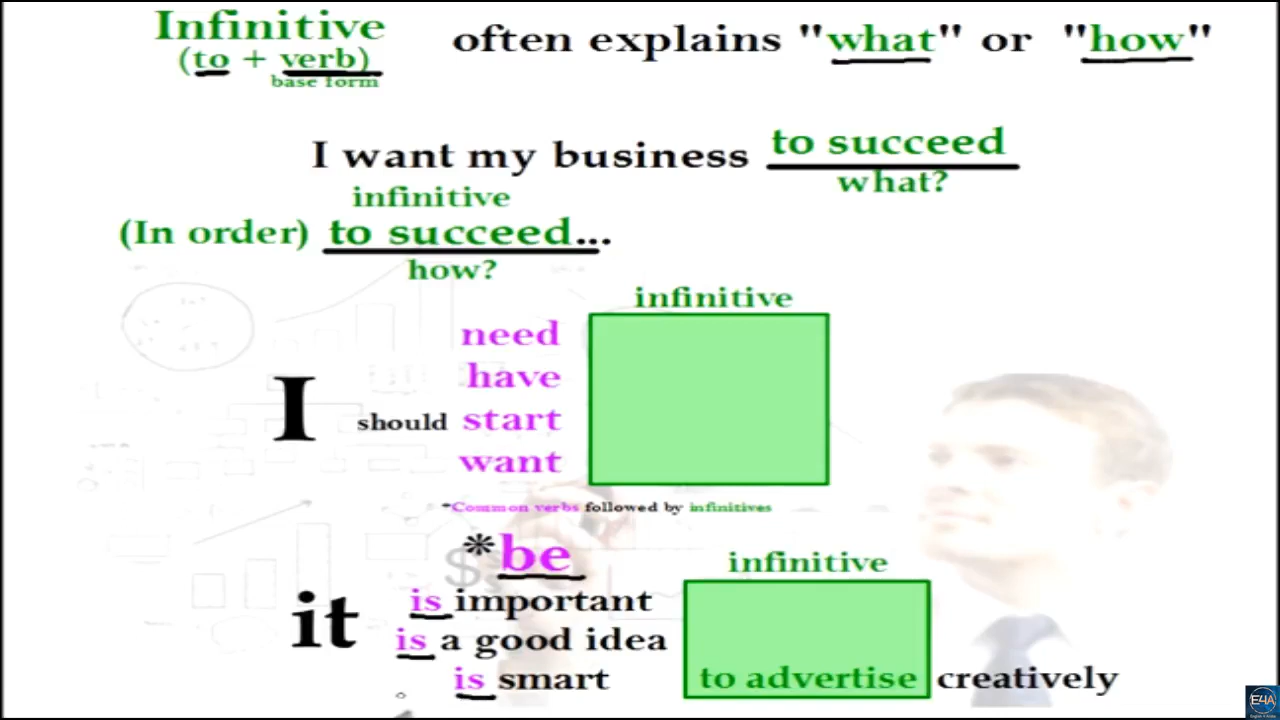 Infinitive often explains "what" or "how"
(to + verb)
base form
I want my business to succeed
what?
infinitive
(In order) to succeed...
how?
infinitive
need
have
I should start
want
*Common verbs followed by infinitives
*be
infinitive
is important
it is a good idea
is smart to advertise creatively
E4A